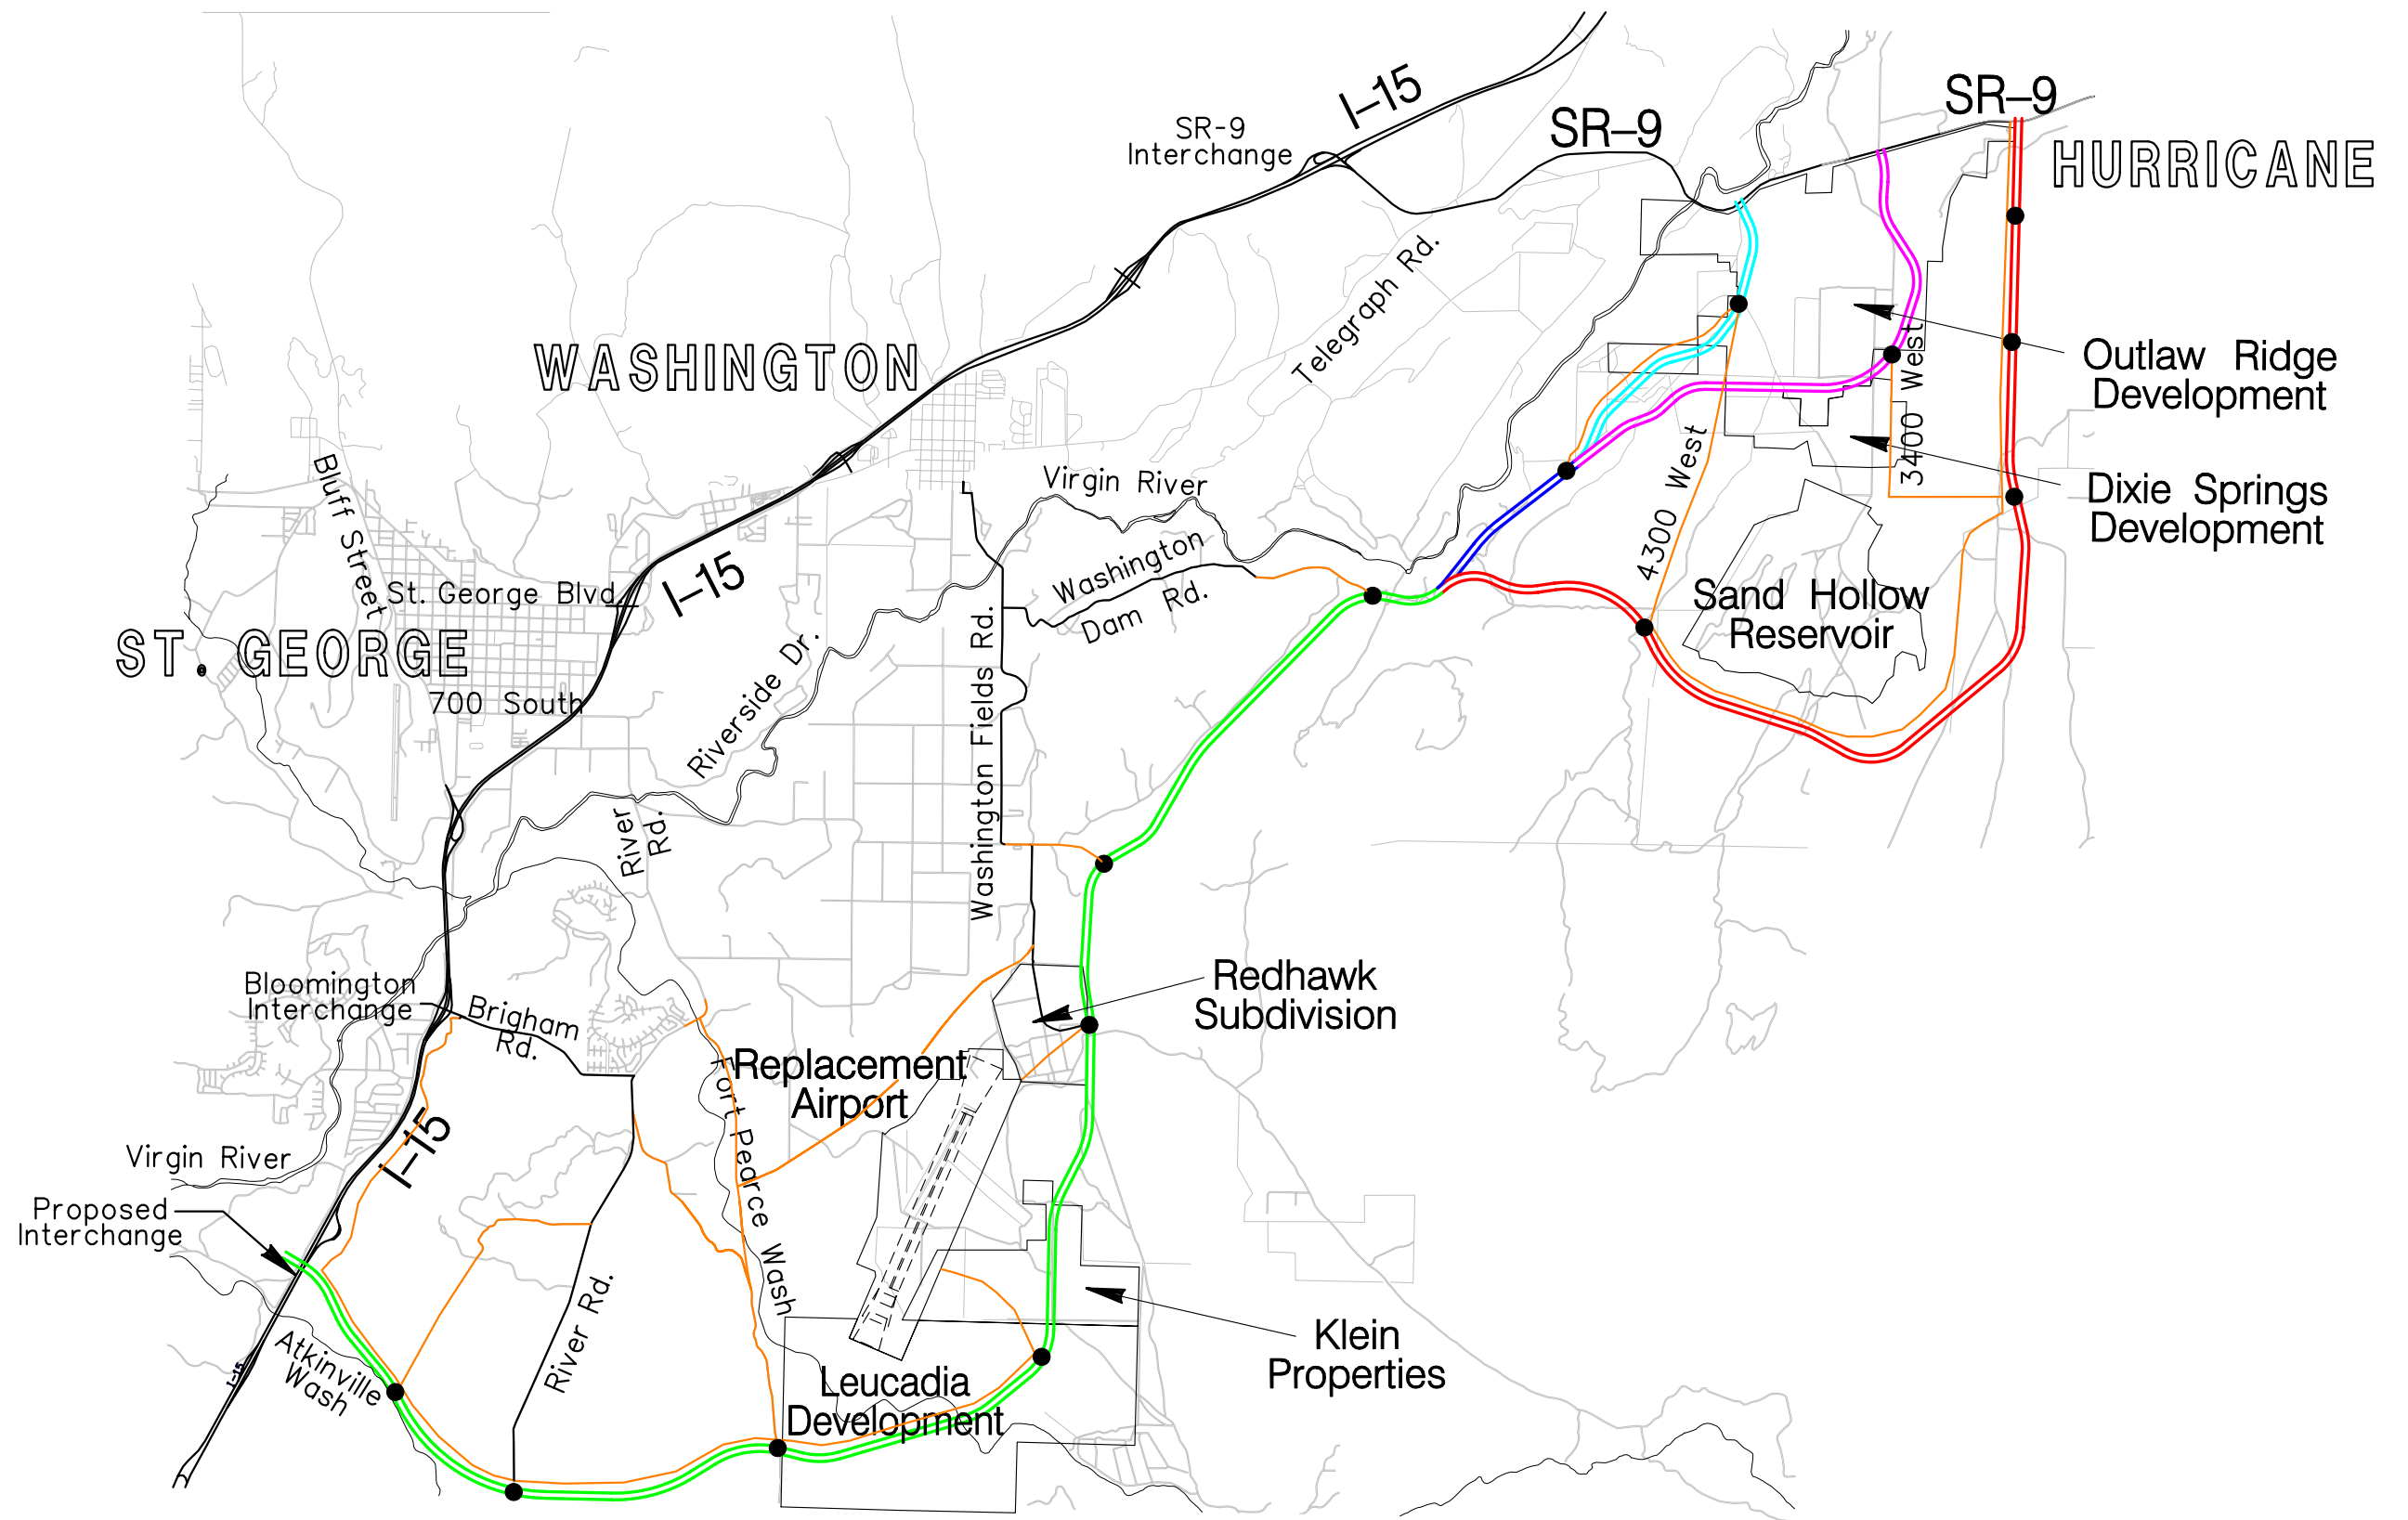 I–15
SR–9
SR–9
SR-9
Interchange
HURRICANE
Telegraph Rd.
WASHINGTON
Outlaw Ridge
Development
3400 West
4300 West
Dixie Springs
Development
Bluff Street
Virgin River
Washington
Dam Rd.
I–15
St. George Blvd.
ST. GEORGE
Sand Hollow
Reservoir
Riverside Dr.
700 South
Washington Fields Rd.
River
Rd.
Redhawk
Subdivision
Bloomington
Interchange
Brigham
Rd.
Replacement
Airport
Fort Pearce Wash
I–15
Virgin River
Proposed
Interchange
River Rd.
Atkinville
Wash
I-15
Klein
Properties
Leucadia
Development